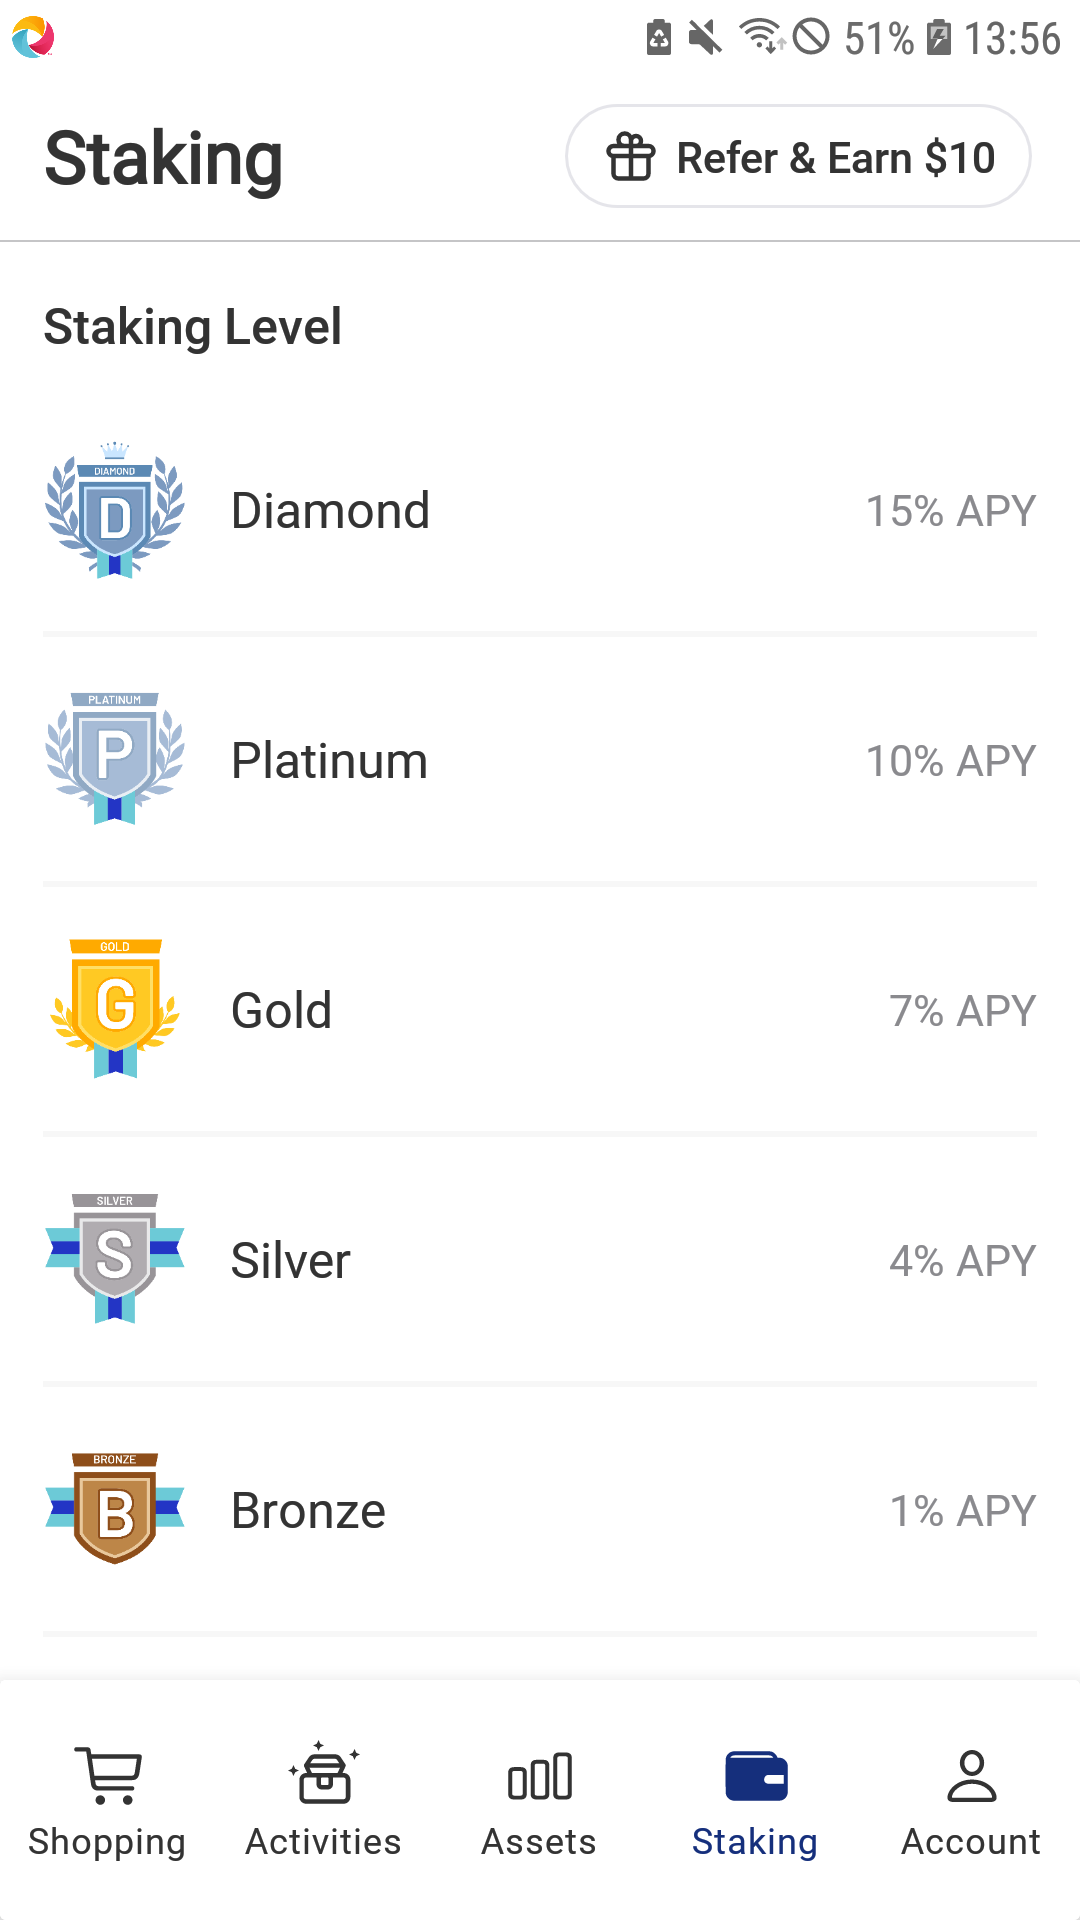 51% 13:56
Staking
Refer & Earn $10
Staking Level
DIAMOND
D
Diamond
15% APY
PLATINUM
P
Platinum
10% APY
GOLD
G
Gold
7% APY
SILVER
S
Silver
4% APY
BRONZE
B
Bronze
1% APY
Shopping
Activities
Assets
Staking
Account